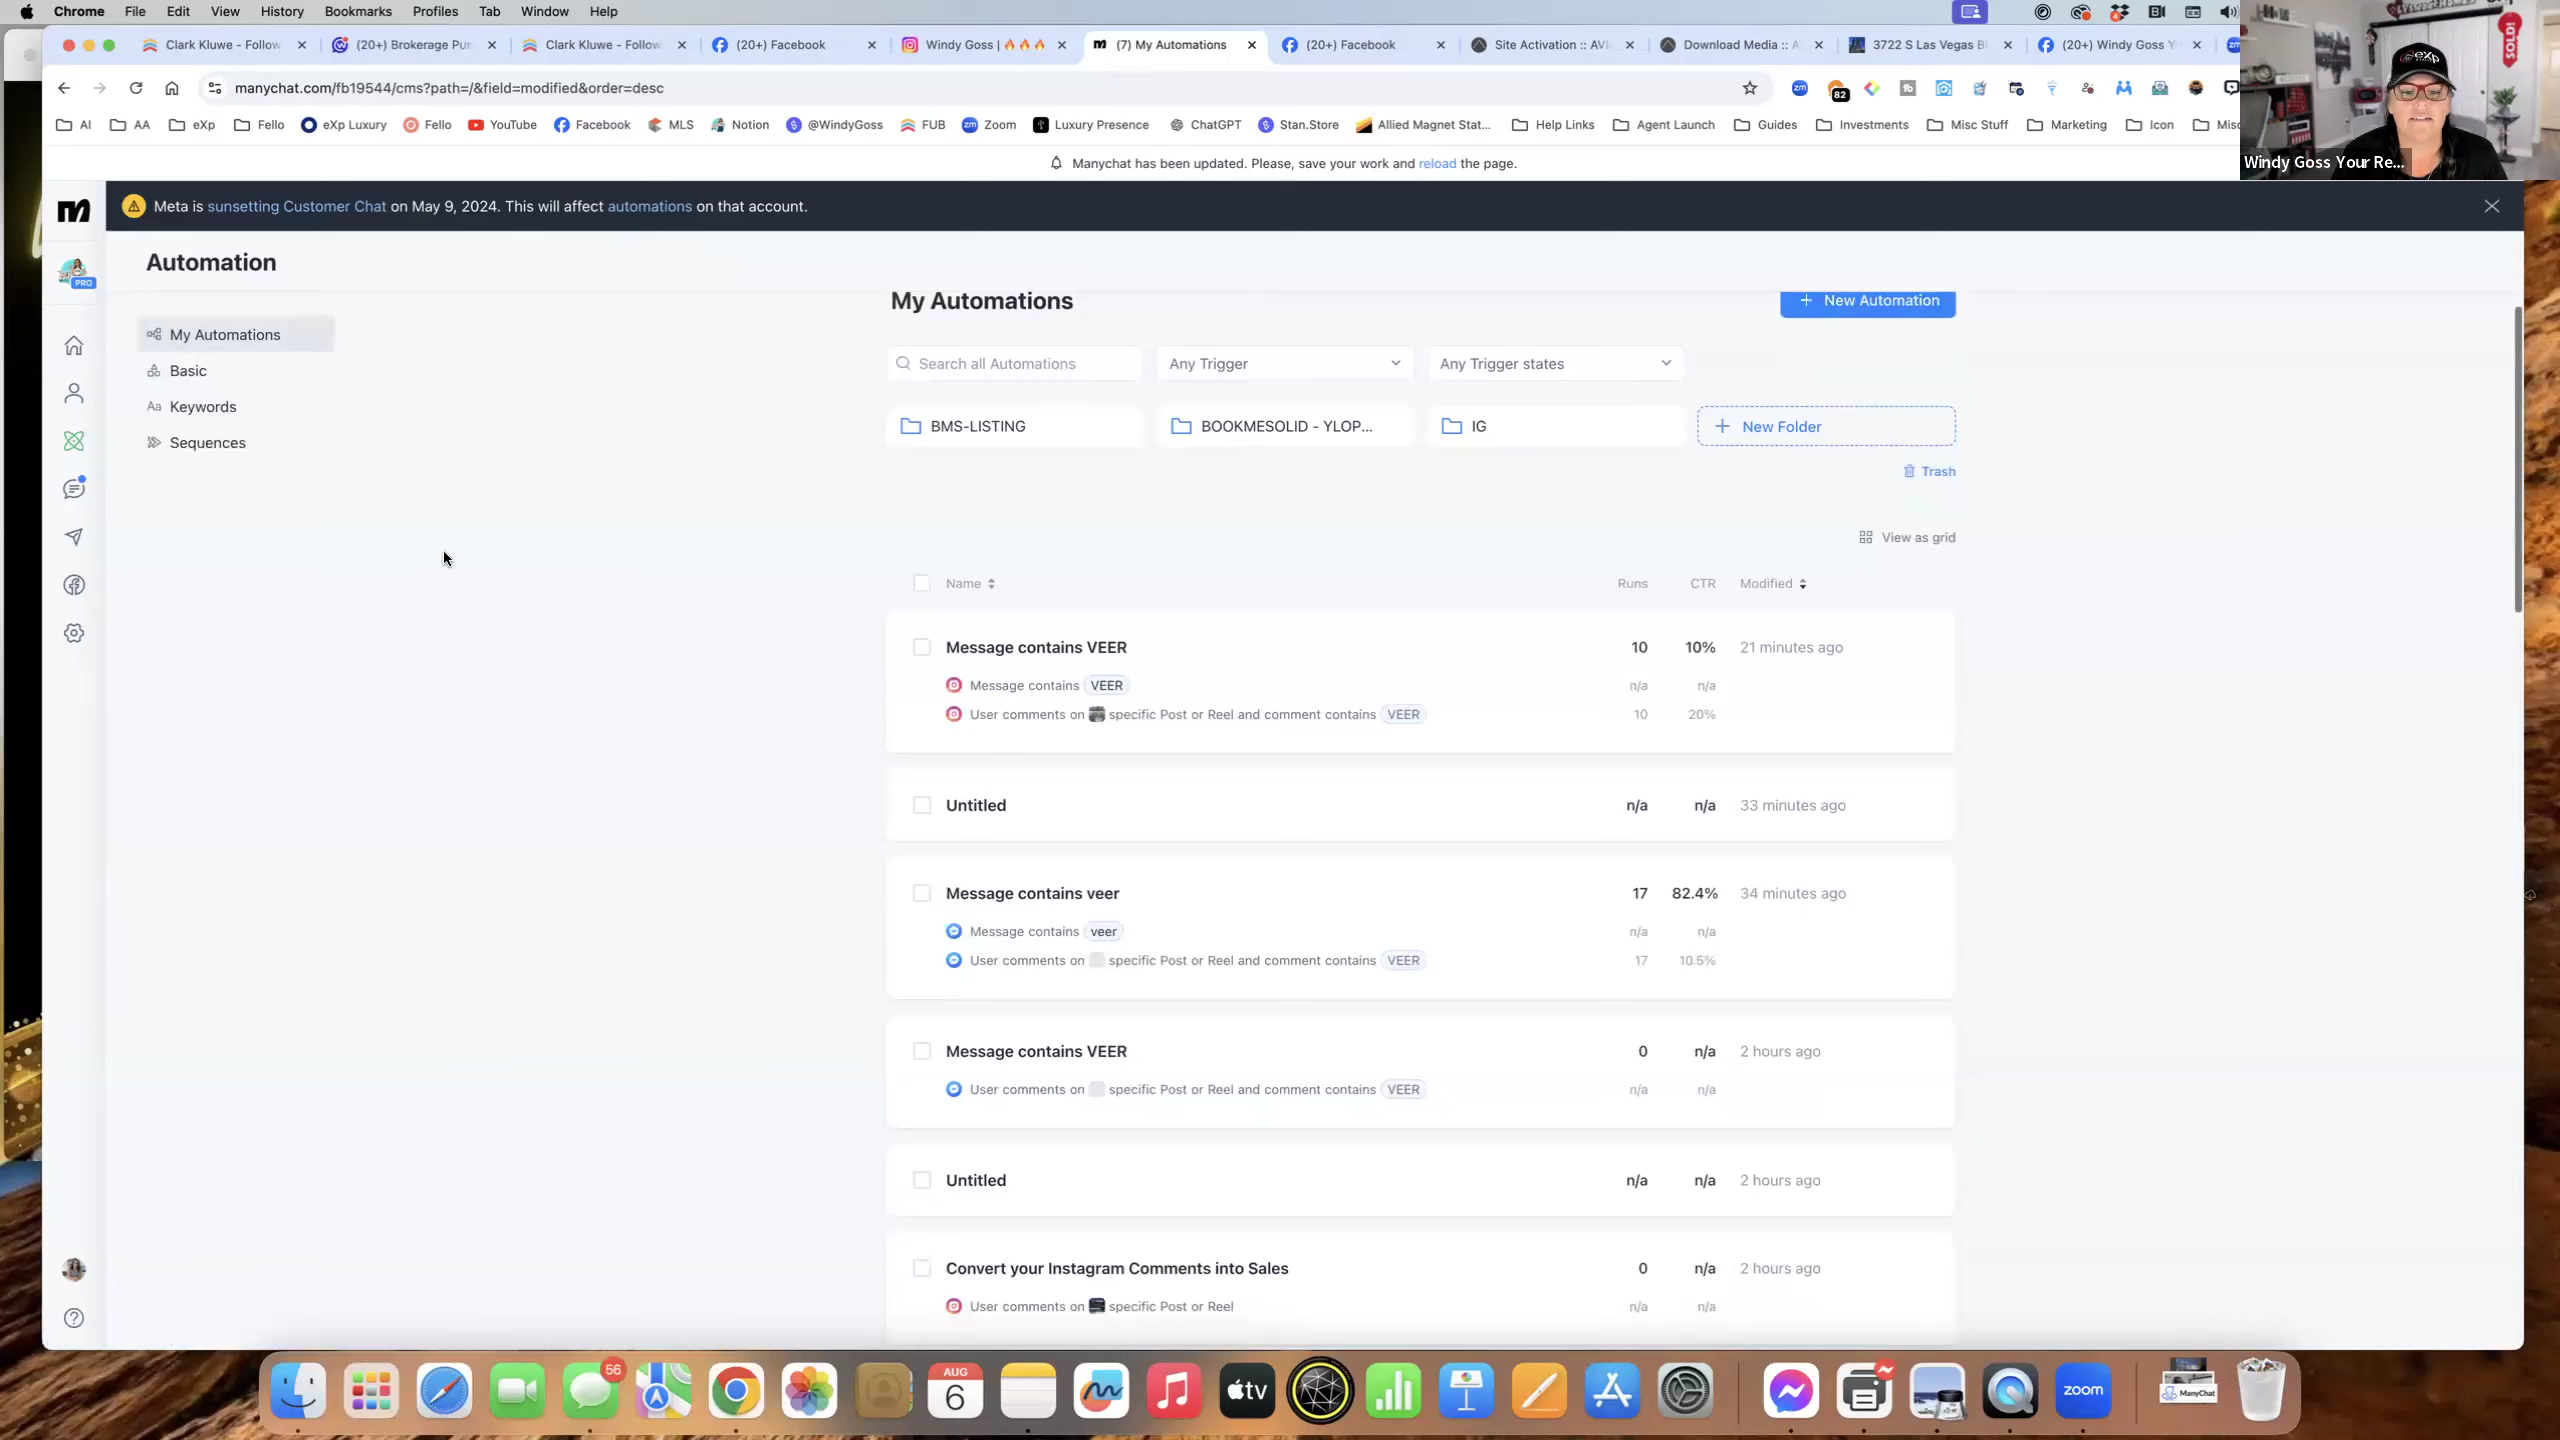 Chrome File Edit View History Bookmarks Profiles Tab Window Help
Clark Kluwe - Follow (20+) Brokerage Pur Clark Kluwe - Follow (20+) Facebook Windy Goss | 🔥🔥🔥 (7) My Automations (20+) Facebook Site Activation :: AVI Download Media :: A 3722 S Las Vegas Bl (20+) Windy Goss Y
manychat.com/fb19544/cms?path=/&field=modified&order=desc
82
AI AA eXp Fello eXp Luxury Fello YouTube Facebook MLS Notion @WindyGoss FUB Zoom Luxury Presence ChatGPT Stan.Store Allied Magnet Stat... Help Links Agent Launch Guides Investments Misc Stuff Marketing Icon Misc
Windy Goss Your Re...
Manychat has been updated. Please, save your work and reload the page.
Meta is sunsetting Customer Chat on May 9, 2024. This will affect automations on that account.
PRO
Automation
My Automations
Basic
Keywords
Sequences
My Automations
+ New Automation
Search all Automations Any Trigger Any Trigger states
BMS-LISTING BOOKMESOLID - YLOP... IG + New Folder
Trash
View as grid
Name Runs CTR Modified
Message contains VEER 10 10% 21 minutes ago
Message contains VEER n/a n/a
User comments on specific Post or Reel and comment contains VEER 10 20%
Untitled n/a n/a 33 minutes ago
Message contains veer 17 82.4% 34 minutes ago
Message contains veer n/a n/a
User comments on specific Post or Reel and comment contains VEER 17 10.5%
Message contains VEER 0 n/a 2 hours ago
User comments on specific Post or Reel and comment contains VEER n/a n/a
Untitled n/a n/a 2 hours ago
Convert your Instagram Comments into Sales 0 n/a 2 hours ago
User comments on specific Post or Reel n/a n/a
56
AUG
6
tv
zoom
ManyChat
SOLD!
eXp